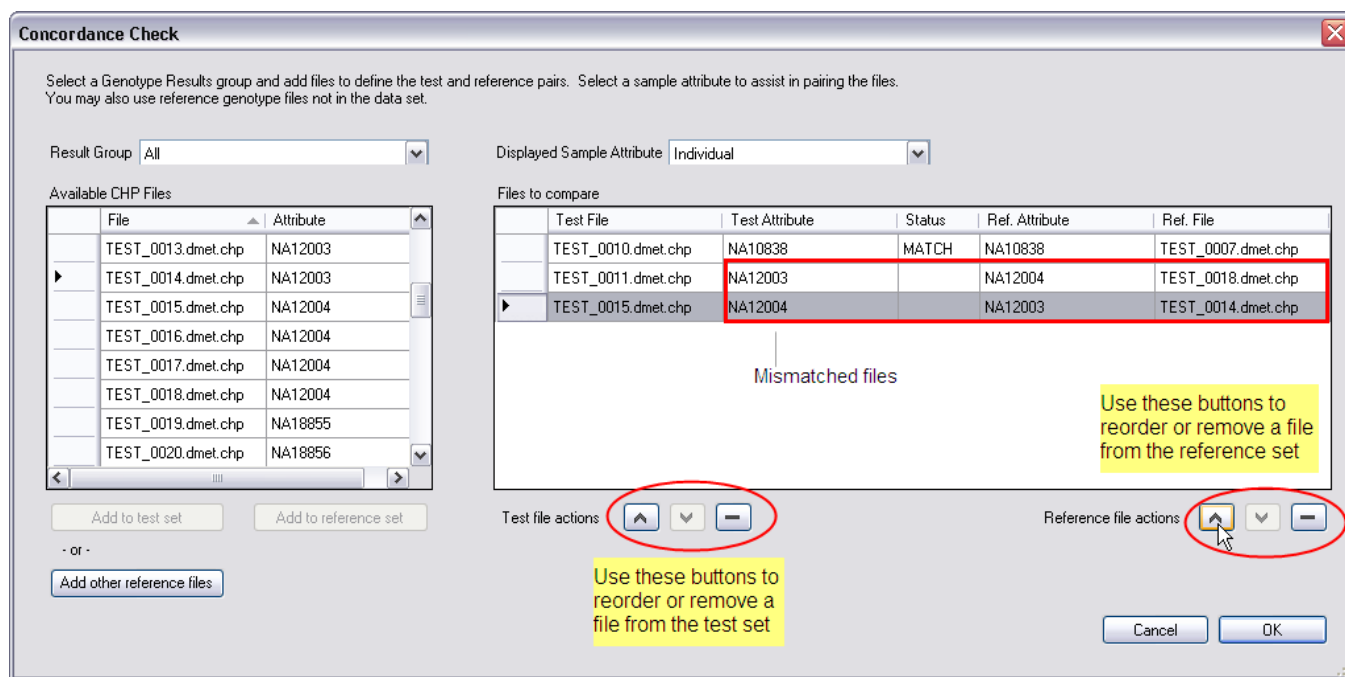 Concordance Check
Select a Genotype Results group and add files to define the test and reference pairs. Select a sample attribute to assist in pairing the files.
You may also use reference genotype files not in the data set.
Result Group All
Displayed Sample Attribute Individual
Available CHP Files
File Attribute
TEST_0013.dmet.chp NA12003
TEST_0014.dmet.chp NA12003
TEST_0015.dmet.chp NA12004
TEST_0016.dmet.chp NA12004
TEST_0017.dmet.chp NA12004
TEST_0018.dmet.chp NA12004
TEST_0019.dmet.chp NA18855
TEST_0020.dmet.chp NA18856
Add to test set Add to reference set
- or -
Add other reference files
Files to compare
Test File Test Attribute Status Ref. Attribute Ref. File
TEST_0010.dmet.chp NA10838 MATCH NA10838 TEST_0007.dmet.chp
TEST_0011.dmet.chp NA12003 NA12004 TEST_0018.dmet.chp
TEST_0015.dmet.chp NA12004 NA12003 TEST_0014.dmet.chp
Mismatched files
Use these buttons to
reorder or remove a file
from the reference set
Test file actions
Reference file actions
Use these buttons to
reorder or remove a
file from the test set
Cancel OK